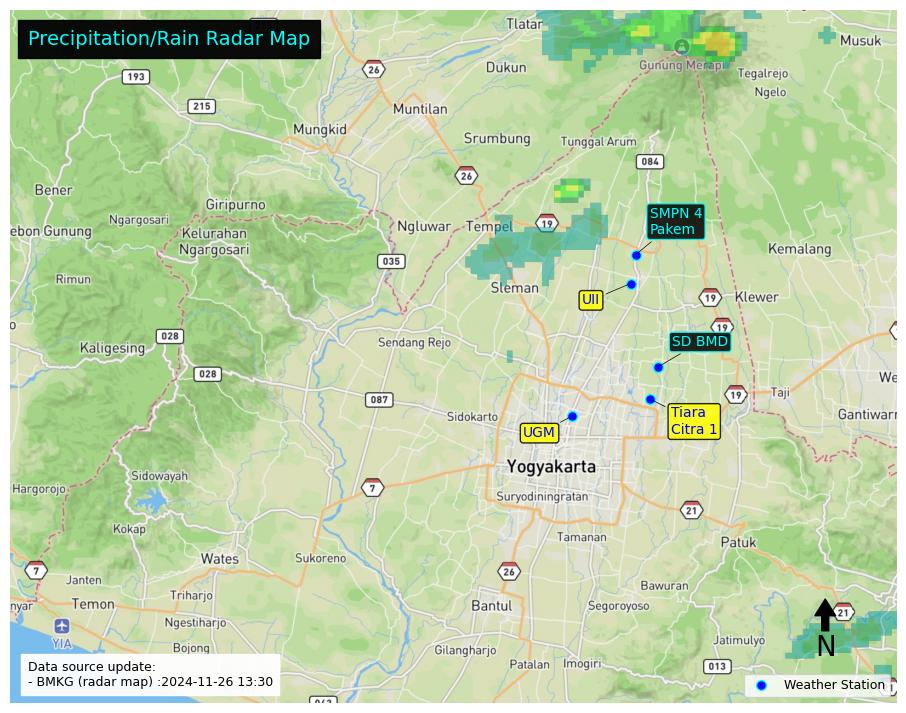 Precipitation/Rain Radar Map
Tlatar
Musuk
26
Dukun
Gunung Merapi
193
Tegalrejo
Ngelo
215
Muntilan
Mungkid
Srumbung
Tunggal Arum
084
26
Bener
Giripurno
SMPN 4
Pakem
Ngargosari
Kelurahan
Ngargosari
Ngluwar
Tempel
19
ebon Gunung
Kemalang
035
Rimun
Sleman
UII
19
Klewer
19
028
Kaligesing
Sendang Rejo
SD BMD
028
We
Taji
19
087
Sidokarto
Tiara
Citra 1
Gantiwarn
UGM
Yogyakarta
Sidowayah
Hargorojo
7
Suryodiningratan
21
Kokap
Tamanan
Patuk
Wates
Sukoreno
7
26
Janten
Bawuran
nyar
Temon
Triharjo
Bantul
Segoroyoso
21
Ngestiharjo
YIA
Jatimulyo
N
Bojong
Gilangharjo
Patalan
Imogiri
013
Data source update:
- BMKG (radar map) :2024-11-26 13:30
Weather Station